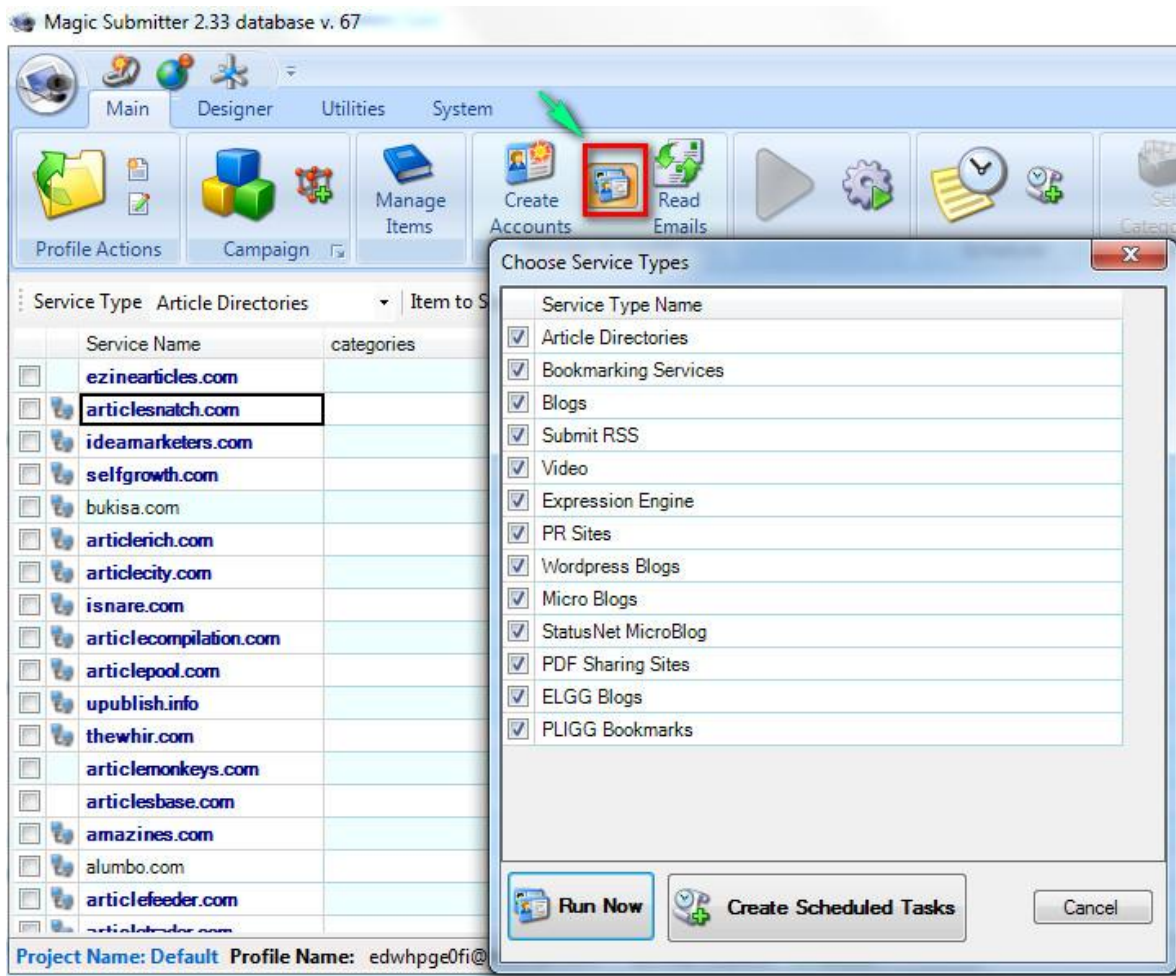 Magic Submitter 2.33 database v. 67
Main Designer Utilities System
Manage Items
Create Accounts
Read Emails
Profile Actions
Campaign
Choose Service Types
Service Type Article Directories Item to S
Service Type Name
Service Name categories
Article Directories
Bookmarking Services
Blogs
Submit RSS
Video
Expression Engine
PR Sites
Wordpress Blogs
Micro Blogs
StatusNet MicroBlog
PDF Sharing Sites
ELGG Blogs
PLIGG Bookmarks
ezinearticles.com
articlesnatch.com
ideamarketers.com
selfgrowth.com
bukisa.com
articlerich.com
articlecity.com
isnare.com
articlecompilation.com
articlepool.com
upublish.info
thewhir.com
articlemonkeys.com
articlesbase.com
amazines.com
alumbo.com
articlefeeder.com
Run Now Create Scheduled Tasks Cancel
Project Name: Default Profile Name: edwhpge0fi@